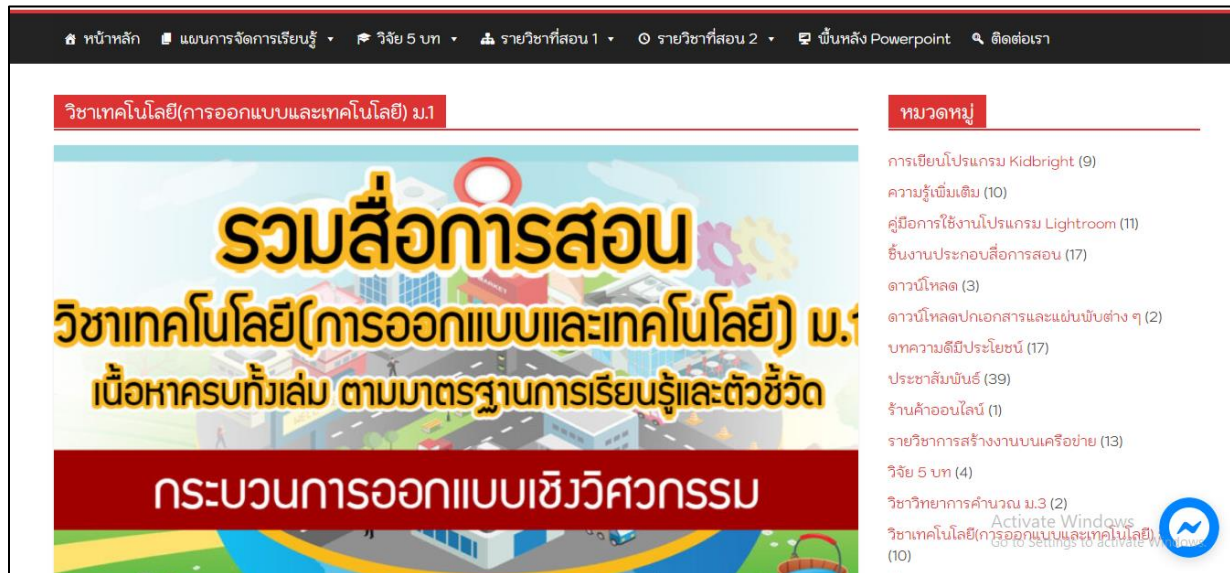 หน้าหลัก แผนการจัดการเรียนรู้ วิจัย 5 บท รายวิชาที่สอน 1 รายวิชาที่สอน 2 พื้นหลัง Powerpoint ติดต่อเรา
วิชาเทคโนโลยี(การออกแบบและเทคโนโลยี) ม.1
รวมสื่อการสอน
วิชาเทคโนโลยี(การออกแบบและเทคโนโลยี) ม.1
เนื้อหาครบทั้งเล่ม ตามมาตรฐานการเรียนรู้และตัวชี้วัด
กระบวนการออกแบบเชิงวิศวกรรม
MARKET
หมวดหมู่
การเขียนโปรแกรม Kidbright (9)
ความรู้เพิ่มเติม (10)
คู่มือการใช้งานโปรแกรม Lightroom (11)
ชิ้นงานประกอบสื่อการสอน (17)
ดาวน์โหลด (3)
ดาวน์โหลดปกเอกสารและแผ่นพับต่าง ๆ (2)
บทความดีมีประโยชน์ (17)
ประชาสัมพันธ์ (39)
ร้านค้าออนไลน์ (1)
รายวิชาการสร้างงานบนเครือข่าย (13)
วิจัย 5 บท (4)
วิชาวิทยาการคำนวณ ม.3 (2)
วิชาเทคโนโลยี(การออกแบบและเทคโนโลยี)
(10)
Activate Windows
Go to Settings to activate Windows.